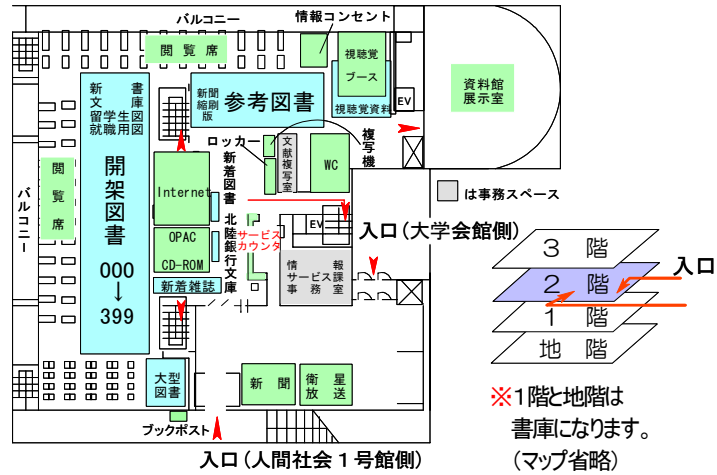 バルコニー
情報コンセント
閲覧席
視聴覚
ブース
視聴覚資料
EV
資料館
展示室
新聞
縮刷
版
参考図書
新書
文庫
留学生図
就職用図
開架図書
000
↓
399
閲覧席
バルコニー
ロッカー
文献複写室
複写機
WC
新着図書
Internet
は事務スペース
北陸銀行文庫
サービス
カウンタ
EV
入口(大学会館側)
OPAC
CD-ROM
新着雑誌
情報
サービス課
事務室
大型
図書
新聞
衛星
放送
ブックポスト
入口(人間社会1号館側)
3階
2階
入口
1階
地階
※1階と地階は
書庫になります。
(マップ省略)